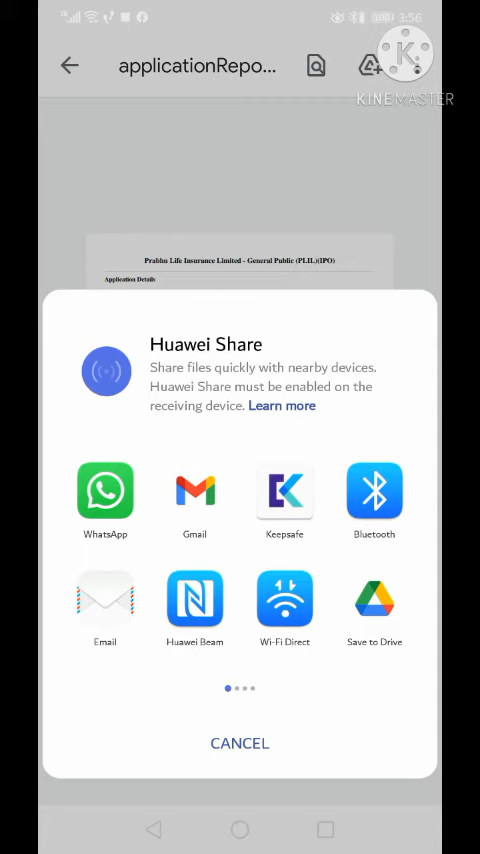 3:56
applicationRepo...
KINEMASTER
Prabhu Life Insurance Limited - General Public (PLIL)(IPO)
Application Details
Huawei Share
Share files quickly with nearby devices.
Huawei Share must be enabled on the
receiving device. Learn more
WhatsApp
Gmail
Keepsafe
Bluetooth
Email
Huawei Beam
Wi-Fi Direct
Save to Drive
CANCEL